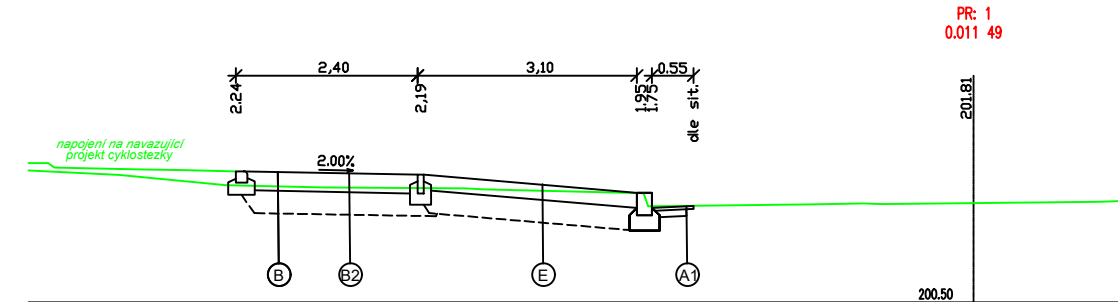 PR: 1
0.011 49
2,40
3,10
0.55
2.24
2,19
1.95
1.75
dle sit.
201.81
napojení na navazující
projekt cyklostezky
2.00%
B
B2
E
A1
200.50